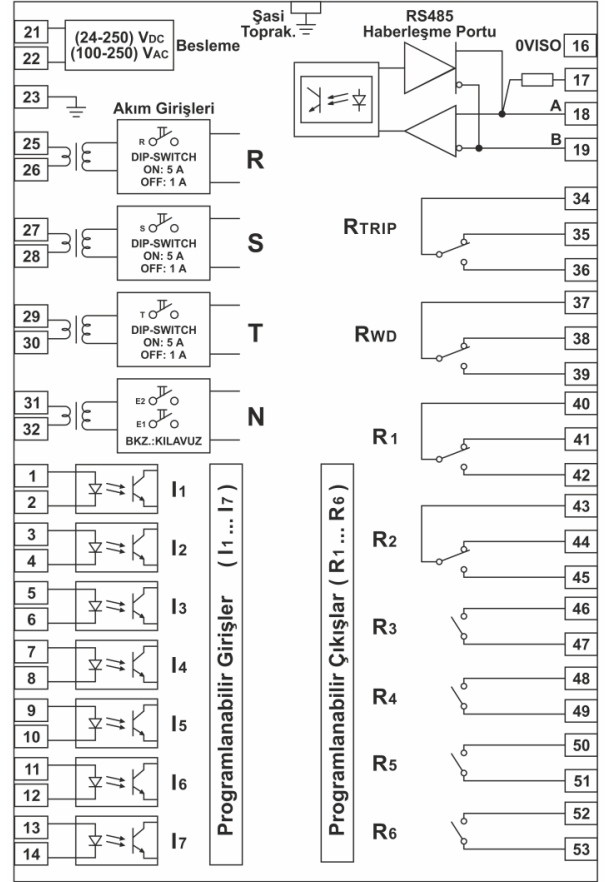 21
22
(24-250) VDC
(100-250) VAC
Besleme
23
Şasi
Toprak.
RS485
Haberleşme Portu
0VISO
16
17
A
18
B
19
Akım Girişleri
25
26
R
DIP-SWITCH
ON: 5 A
OFF: 1 A
R
27
28
S
DIP-SWITCH
ON: 5 A
OFF: 1 A
S
29
30
T
DIP-SWITCH
ON: 5 A
OFF: 1 A
T
31
32
E2
E1
BKZ.:KILAVUZ
N
1
2
I1
3
4
I2
5
6
I3
7
8
I4
9
10
I5
11
12
I6
13
14
I7
Programlanabilir Girişler ( I1 ... I7 )
Programlanabilir Çıkışlar ( R1 ... R6 )
RTRIP
34
35
36
RWD
37
38
39
R1
40
41
42
R2
43
44
45
R3
46
47
R4
48
49
R5
50
51
R6
52
53